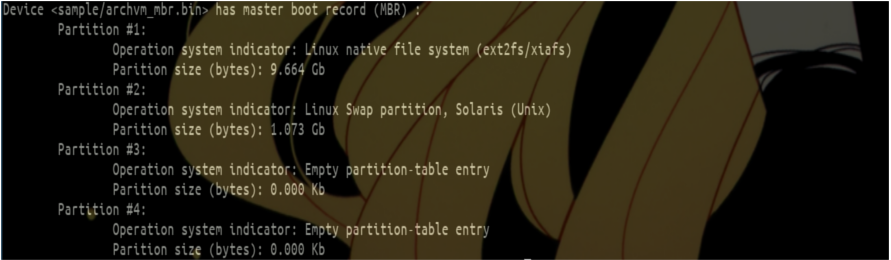 Device <sample/archvm_mbr.bin> has master boot record (MBR) :
Partition #1:
Operation system indicator: Linux native file system (ext2fs/xiafs)
Parition size (bytes): 9.664 Gb
Partition #2:
Operation system indicator: Linux Swap partition, Solaris (Unix)
Parition size (bytes): 1.073 Gb
Partition #3:
Operation system indicator: Empty partition-table entry
Parition size (bytes): 0.000 Kb
Partition #4:
Operation system indicator: Empty partition-table entry
Parition size (bytes): 0.000 Kb